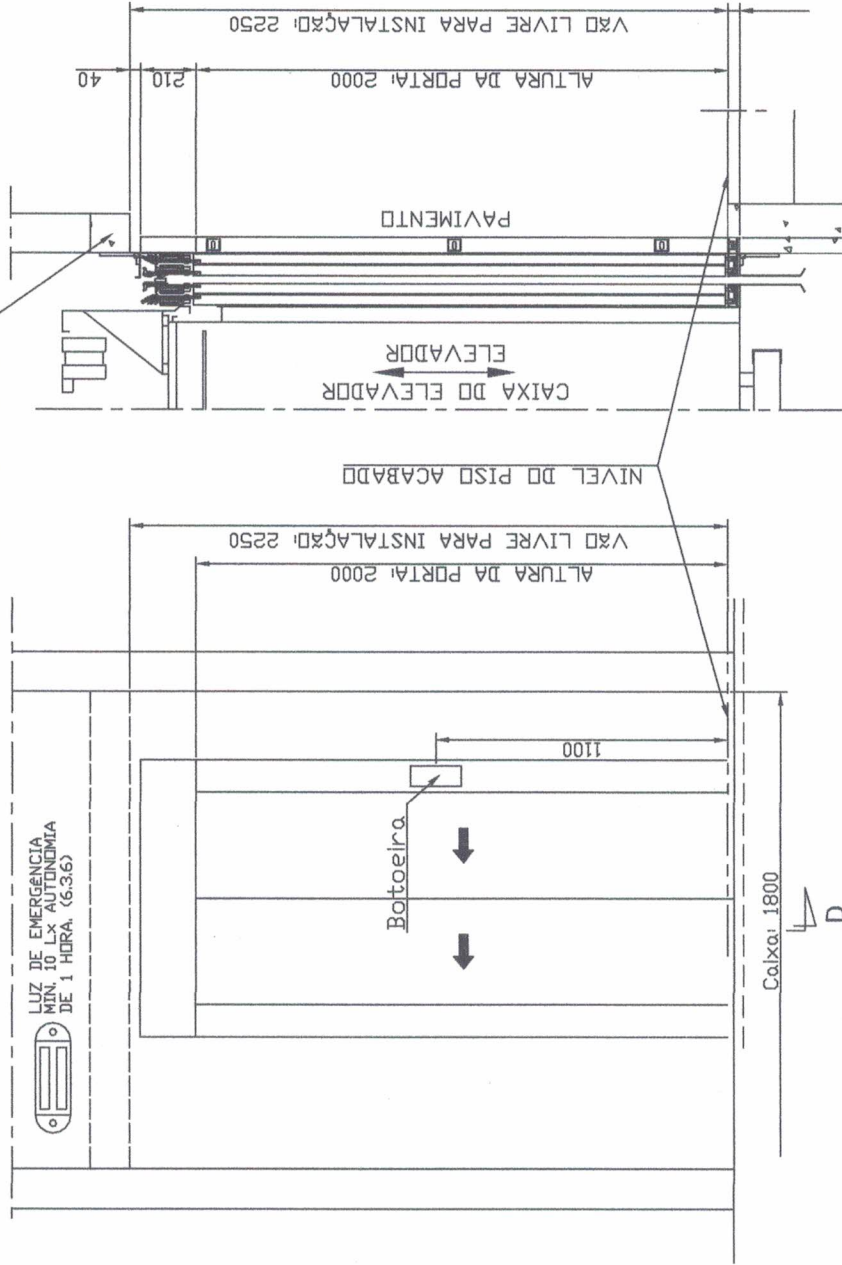 LUZ DE EMERGÊNCIA
MIN. 10 Lx AUTONOMIA
DE 1 HORA. (6.3.6)
Botoeira
1100
ALTURA DA PORTA: 2000
VÃO LIVRE PARA INSTALAÇÃO: 2250
Caixa: 1800
D
NIVEL DO PISO ACABADO
CAIXA DO ELEVADOR
ELEVADOR
PAVIMENTO
ALTURA DA PORTA: 2000
210
40
VÃO LIVRE PARA INSTALAÇÃO: 2250